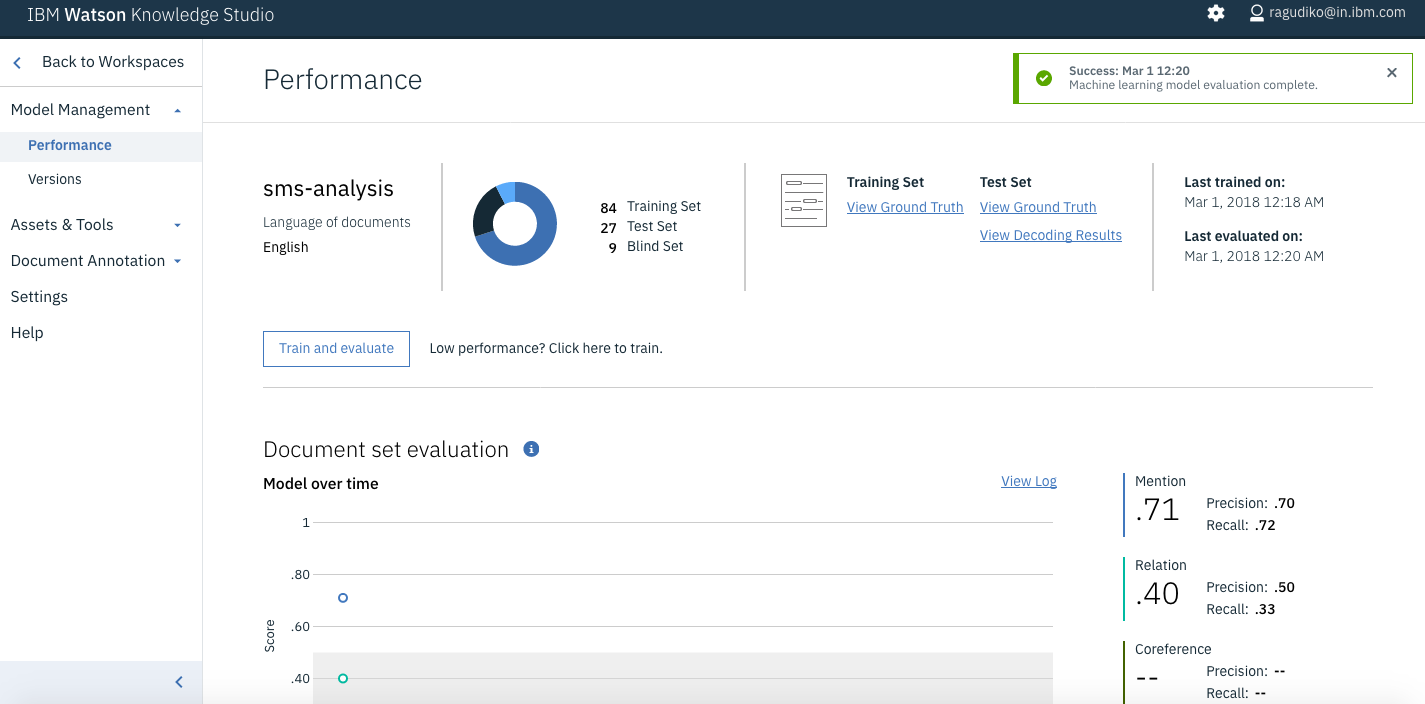 IBM Watson Knowledge Studio
ragudiko@in.ibm.com
Back to Workspaces
Model Management
Performance
Versions
Assets & Tools
Document Annotation
Settings
Help
Performance
Success: Mar 1 12:20
Machine learning model evaluation complete.
sms-analysis
Language of documents
English
84 Training Set
27 Test Set
9 Blind Set
Training Set
View Ground Truth
Test Set
View Ground Truth
View Decoding Results
Last trained on:
Mar 1, 2018 12:18 AM
Last evaluated on:
Mar 1, 2018 12:20 AM
Train and evaluate
Low performance? Click here to train.
Document set evaluation
Model over time
View Log
1
.80
.60
.40
Score
Mention
.71
Precision: .70
Recall: .72
Relation
.40
Precision: .50
Recall: .33
Coreference
--
Precision: --
Recall: --